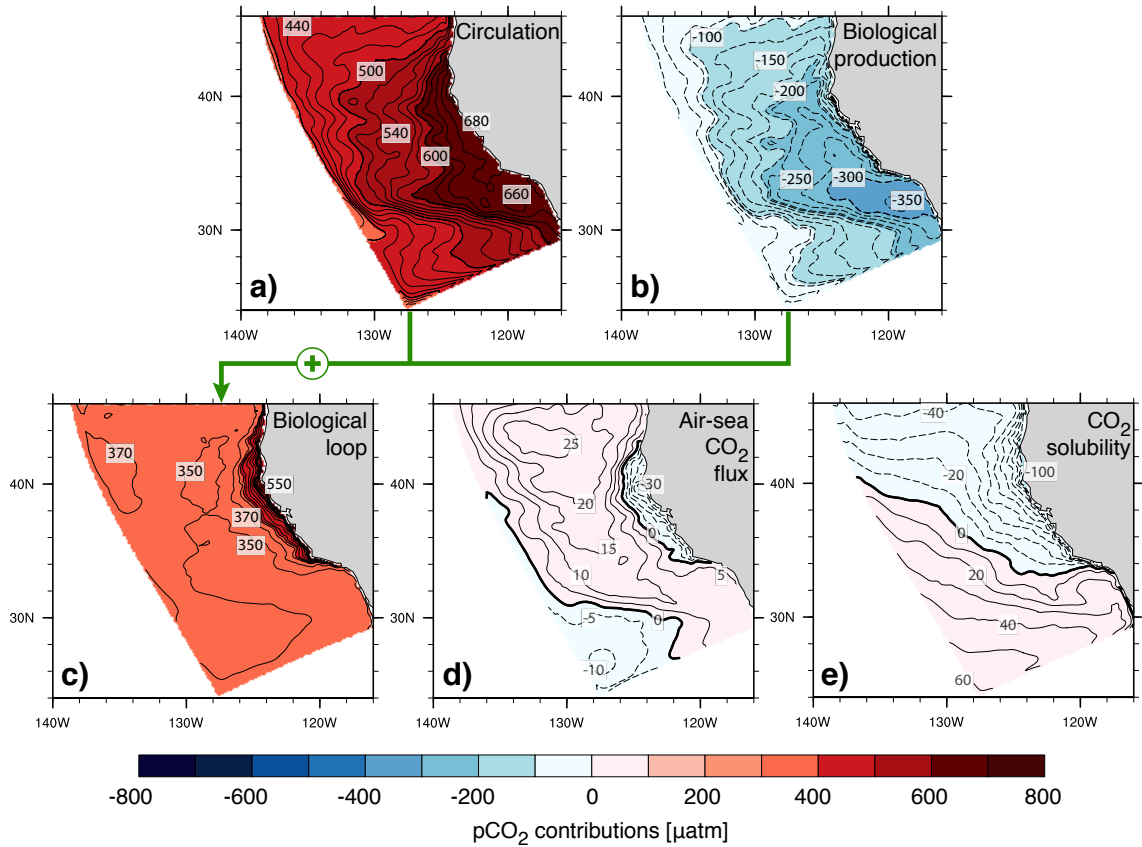 440
Circulation
500
40N
680
540
600
660
30N
a)
140W
130W
120W
-100
Biological
production
-150
-200
40N
-250
-300
-350
30N
b)
140W
130W
120W
+
Biological
loop
370
350
550
40N
370
350
30N
c)
140W
130W
120W
Air-sea
CO2
flux
25
-30
40N
20
0
15
10
5
30N
-5
0
-10
d)
140W
130W
120W
-40
CO2
solubility
-20
-100
40N
0
20
30N
40
60
e)
140W
130W
120W
-800
-600
-400
-200
0
200
400
600
800
pCO2 contributions [µatm]